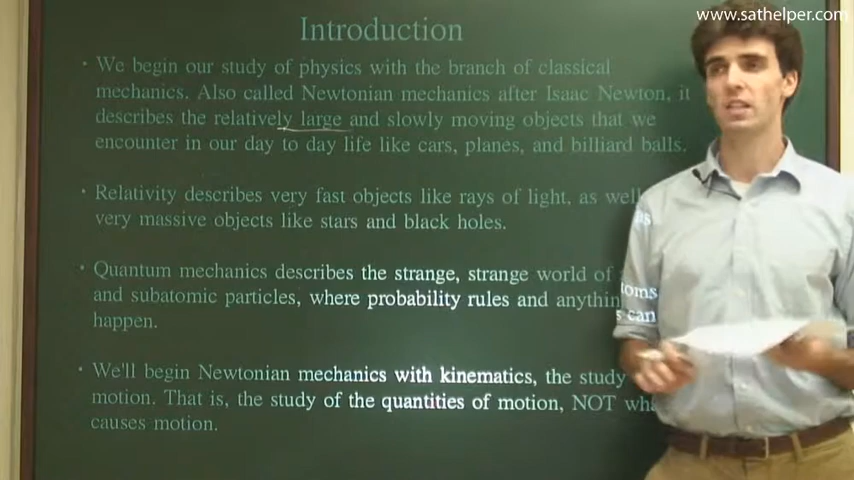 www.sathelper.com
Introduction
• We begin our study of physics with the branch of classical
mechanics. Also called Newtonian mechanics after Isaac Newton, it
describes the relatively large and slowly moving objects that we
encounter in our day to day life like cars, planes, and billiard balls.
• Relativity describes very fast objects like rays of light, as well as
very massive objects like stars and black holes.
• Quantum mechanics describes the strange, strange world of toms
and subatomic particles, where probability rules and anythin s can
happen.
• We'll begin Newtonian mechanics with kinematics, the study
motion. That is, the study of the quantities of motion, NOT wha
causes motion.